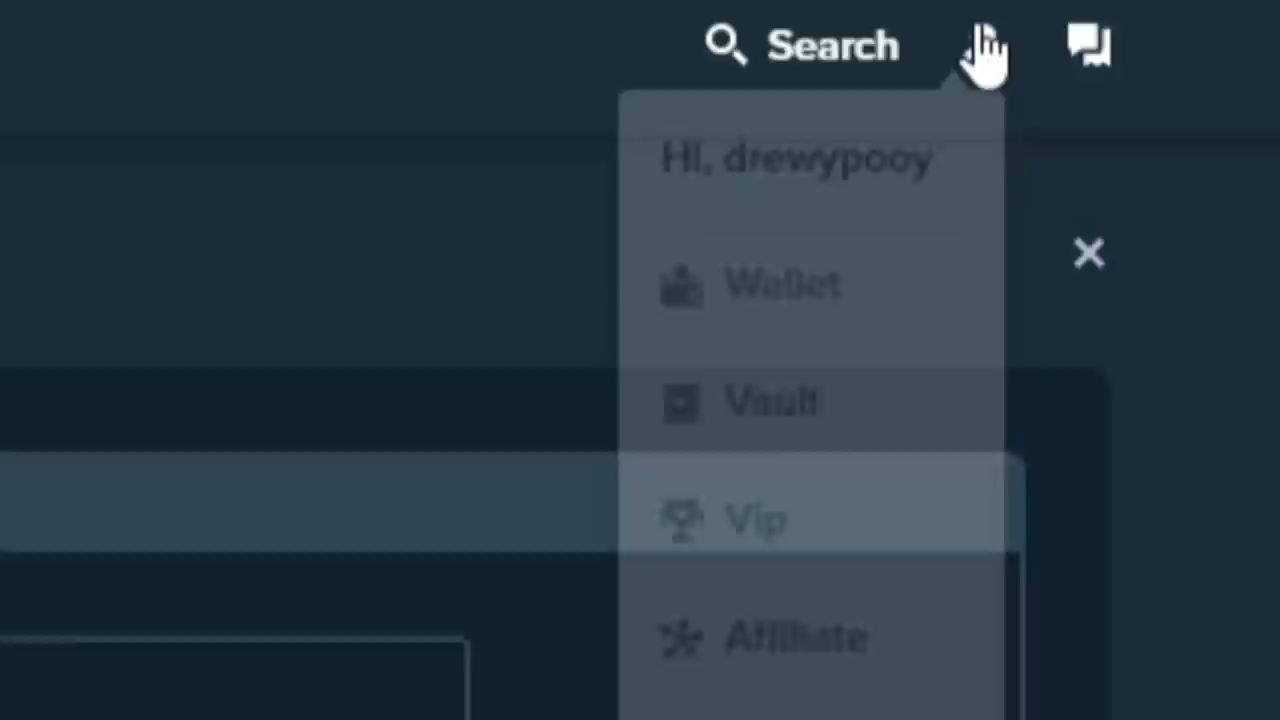 Search
Hi, drewypooy
Wallet
Vault
Vip
Affiliate